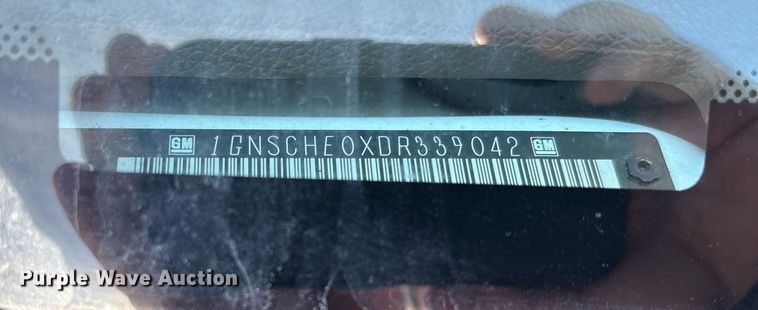 GM 1GNSCHE0XDR339042 GM
Purple Wave Auction